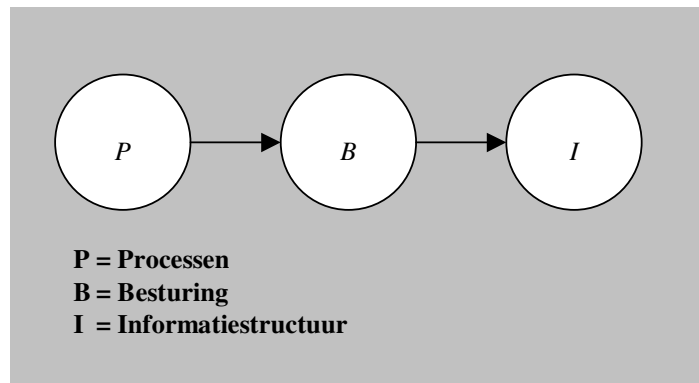 P B I
P = Processen
B = Besturing
I = Informatiestructuur